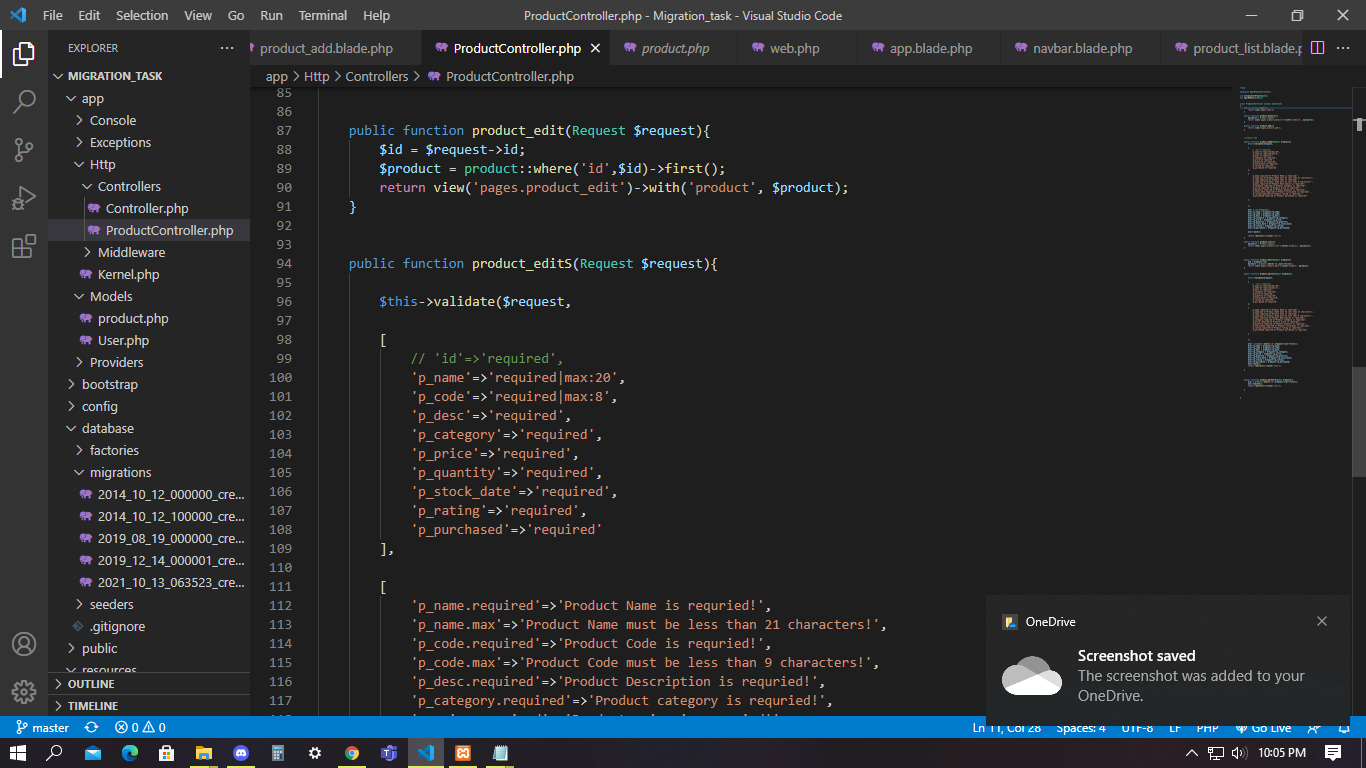 File Edit Selection View Go Run Terminal Help
ProductController.php - Migration_task - Visual Studio Code
EXPLORER
product_add.blade.php ProductController.php product.php web.php app.blade.php navbar.blade.php product_list.blade.p
app > Http > Controllers > ProductController.php
MIGRATION_TASK
app
Console
Exceptions
Http
Controllers
Controller.php
ProductController.php
Middleware
Kernel.php
Models
product.php
User.php
Providers
bootstrap
config
database
factories
migrations
2014_10_12_000000_cre...
2014_10_12_100000_cre...
2019_08_19_000000_cre...
2019_12_14_000001_cre...
2021_10_13_063523_cre...
seeders
.gitignore
public
resources
OUTLINE
TIMELINE
85
86
87 public function product_edit(Request $request){
88 $id = $request->id;
89 $product = product::where('id',$id)->first();
90 return view('pages.product_edit')->with('product', $product);
91 }
92
93
94 public function product_editS(Request $request){
95
96 $this->validate($request,
97
98 [
99 // 'id'=>'required',
100 'p_name'=>'required|max:20',
101 'p_code'=>'required|max:8',
102 'p_desc'=>'required',
103 'p_category'=>'required',
104 'p_price'=>'required',
105 'p_quantity'=>'required',
106 'p_stock_date'=>'required',
107 'p_rating'=>'required',
108 'p_purchased'=>'required'
109 ],
110
111 [
112 'p_name.required'=>'Product Name is requried!',
113 'p_name.max'=>'Product Name must be less than 21 characters!',
114 'p_code.required'=>'Product Code is requried!',
115 'p_code.max'=>'Product Code must be less than 9 characters!',
116 'p_desc.required'=>'Product Description is requried!',
117 'p_category.required'=>'Product category is requried!',
OneDrive
Screenshot saved
The screenshot was added to your
OneDrive.
master 0 0 Ln 11, Col 28 Spaces: 4 UTF-8 LF PHP Go Live
10:05 PM